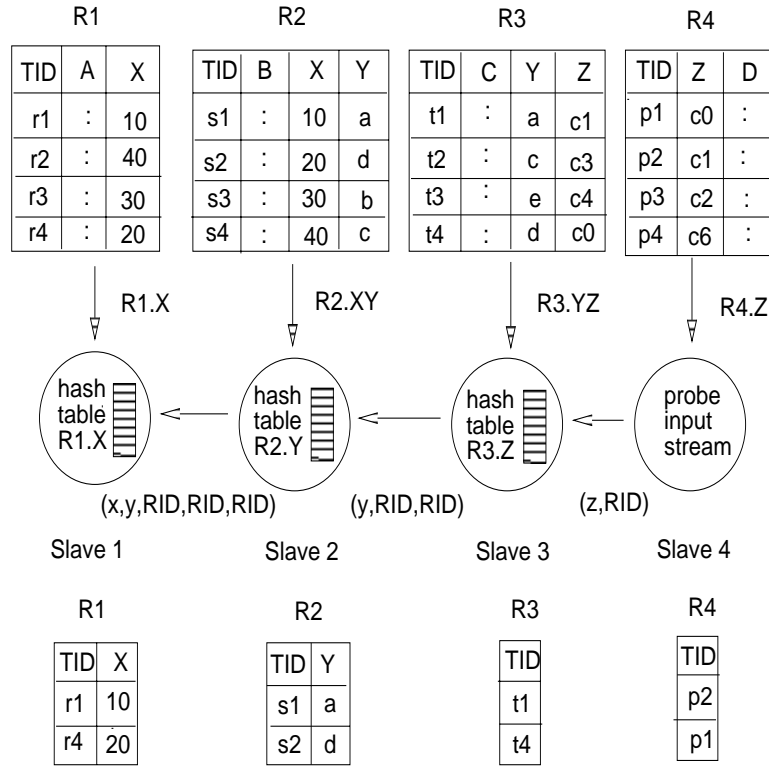 R1 R2 R3 R4
TID A X TID B X Y TID C Y Z TID Z D
r1 : 10 s1 : 10 a t1 : a c1 p1 c0 :
r2 : 40 s2 : 20 d t2 : c c3 p2 c1 :
r3 : 30 s3 : 30 b t3 : e c4 p3 c2 :
r4 : 20 s4 : 40 c t4 : d c0 p4 c6 :
R1.X R2.XY R3.YZ R4.Z
hash hash hash probe
table table table input
R1.X R2.Y R3.Z stream
(x,y,RID,RID,RID) (y,RID,RID) (z,RID)
Slave 1 Slave 2 Slave 3 Slave 4
R1 R2 R3 R4
TID X TID Y TID TID
r1 10 s1 a t1 p2
r4 20 s2 d t4 p1